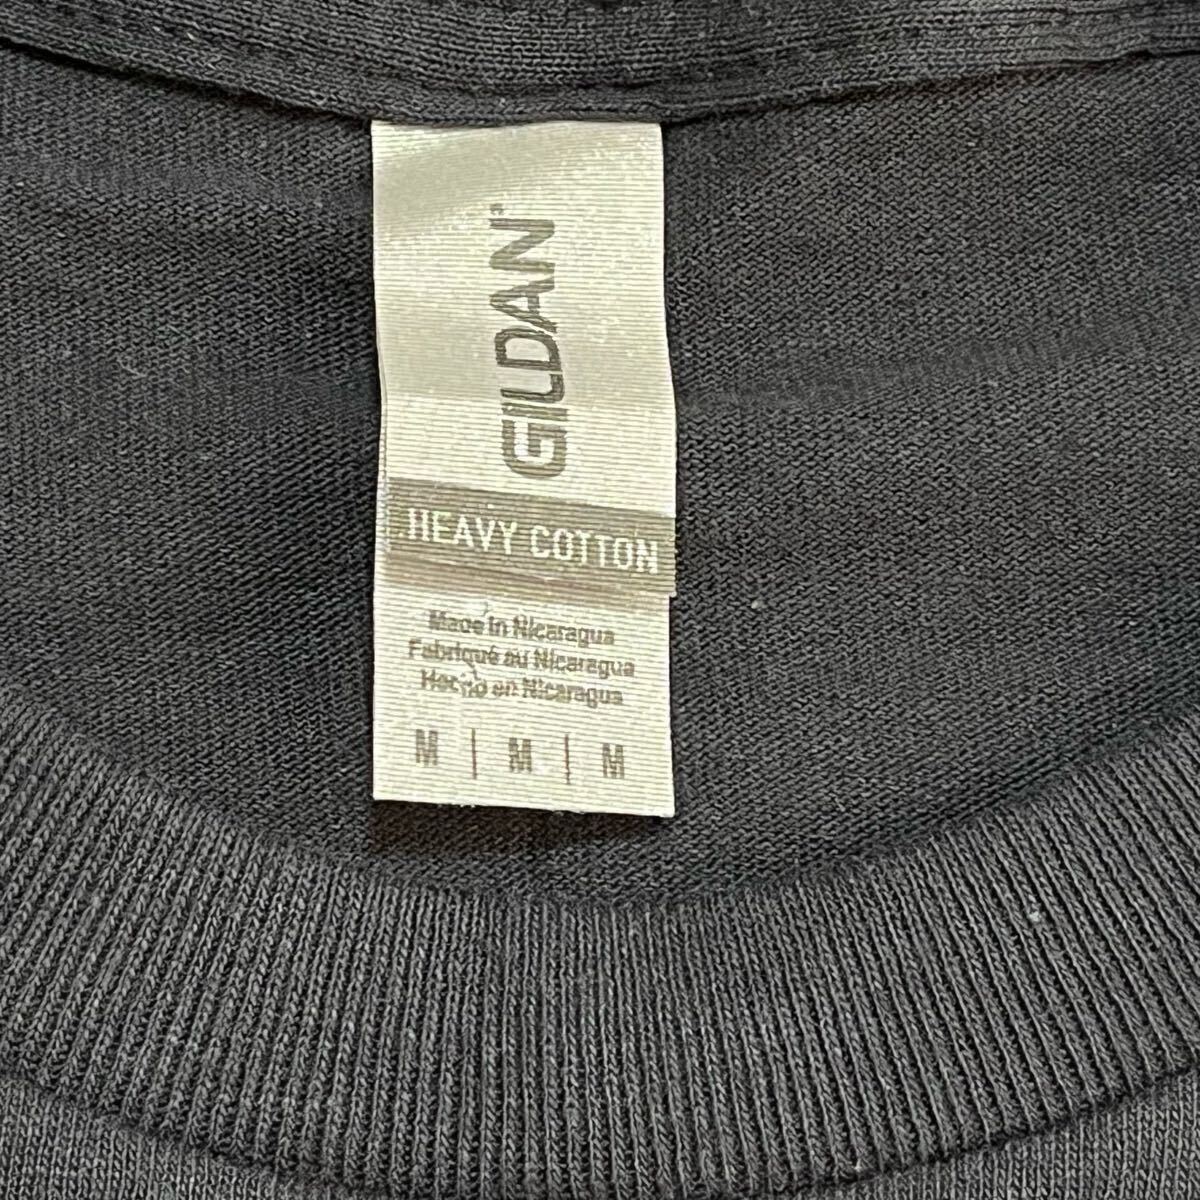 GILDAN
HEAVY COTTON
Made in Nicaragua
Fabriqué au Nicaragua
Hecho en Nicaragua
M | M | M